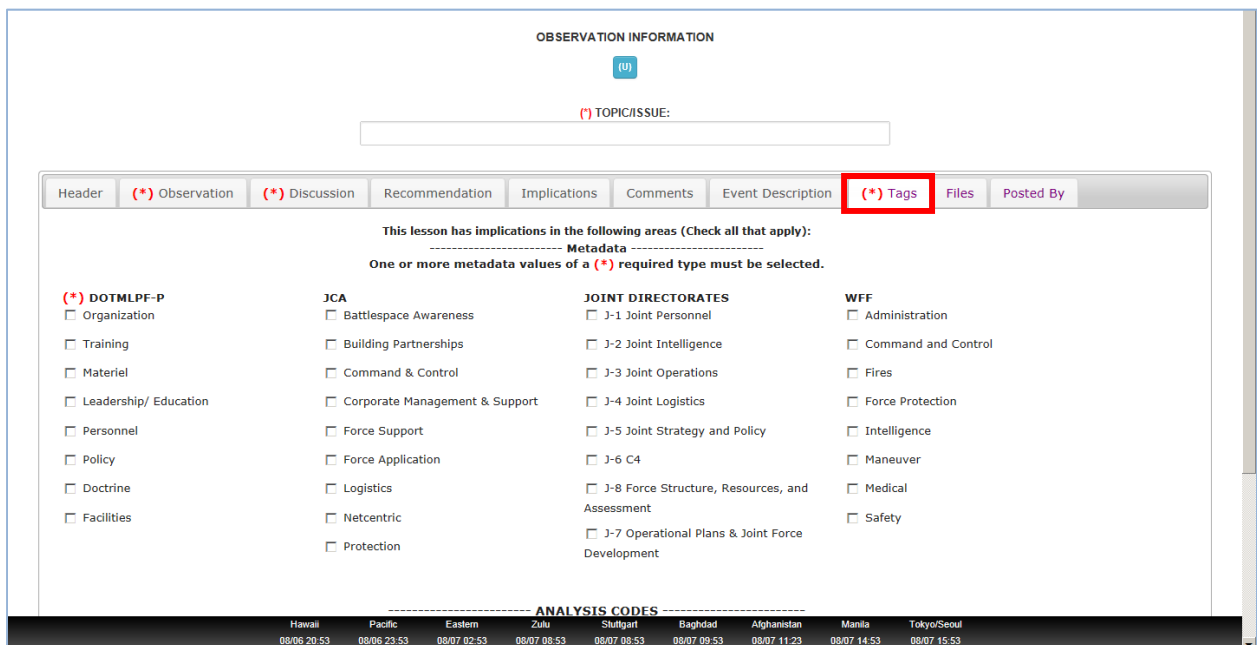 OBSERVATION INFORMATION
(U)
(*) TOPIC/ISSUE:
Header (*) Observation (*) Discussion Recommendation Implications Comments Event Description (*) Tags Files Posted By
This lesson has implications in the following areas (Check all that apply):
----------------------- Metadata -----------------------
One or more metadata values of a (*) required type must be selected.
(*) DOTMLPF-P
Organization
Training
Materiel
Leadership/ Education
Personnel
Policy
Doctrine
Facilities
JCA
Battlespace Awareness
Building Partnerships
Command & Control
Corporate Management & Support
Force Support
Force Application
Logistics
Netcentric
Protection
JOINT DIRECTORATES
J-1 Joint Personnel
J-2 Joint Intelligence
J-3 Joint Operations
J-4 Joint Logistics
J-5 Joint Strategy and Policy
J-6 C4
J-8 Force Structure, Resources, and
Assessment
J-7 Operational Plans & Joint Force
Development
WFF
Administration
Command and Control
Fires
Force Protection
Intelligence
Maneuver
Medical
Safety
------------------------ ANALYSIS CODES ------------------------
Hawaii Pacific Eastern Zulu Stuttgart Baghdad Afghanistan Manila Tokyo/Seoul
08/06 20:53 08/06 23:53 08/07 02:53 08/07 08:53 08/07 08:53 08/07 09:53 08/07 11:23 08/07 14:53 08/07 15:53